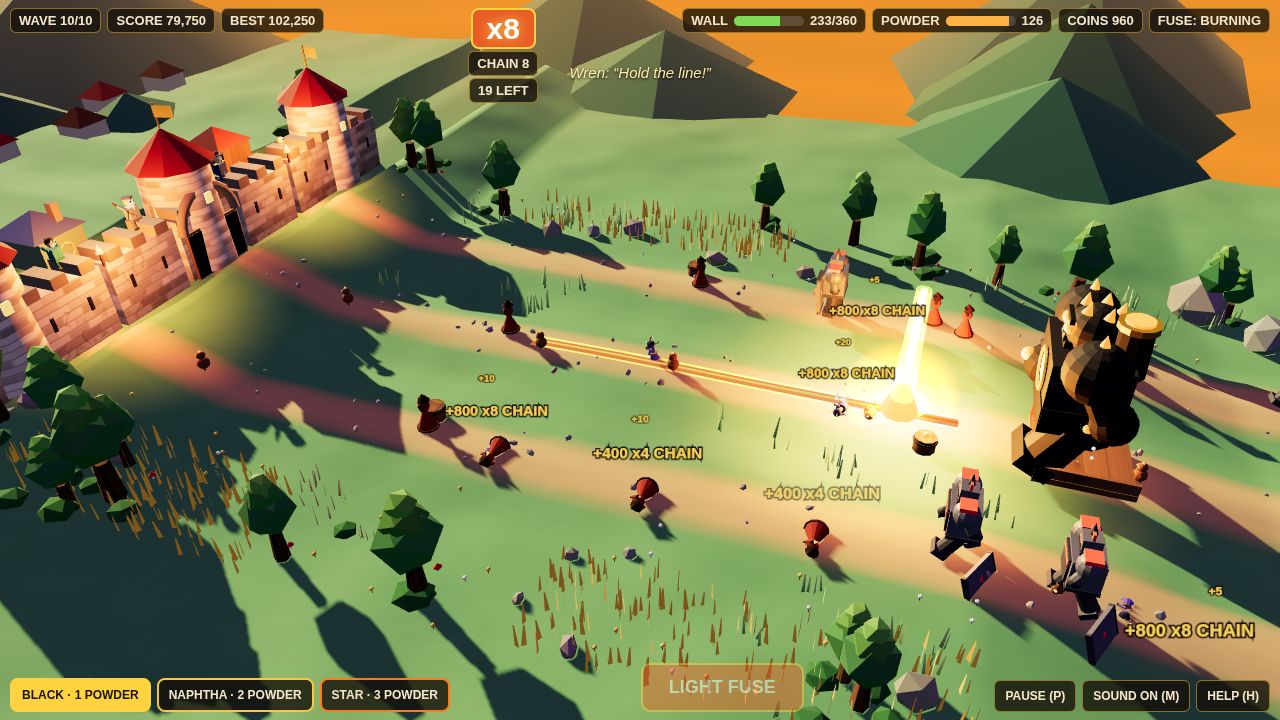 WAVE 10/10
SCORE 79,750
BEST 102,250
x8
CHAIN 8
19 LEFT
WALL 233/360
POWDER 126
COINS 960
FUSE: BURNING
Wren: “Hold the line!”
+5
+800 x8 CHAIN
+20
+800 x8 CHAIN
+10
+800 x8 CHAIN
+10
+400 x4 CHAIN
+400 x4 CHAIN
+5
+800 x8 CHAIN
BLACK · 1 POWDER
NAPHTHA · 2 POWDER
STAR · 3 POWDER
LIGHT FUSE
PAUSE (P)
SOUND ON (M)
HELP (H)